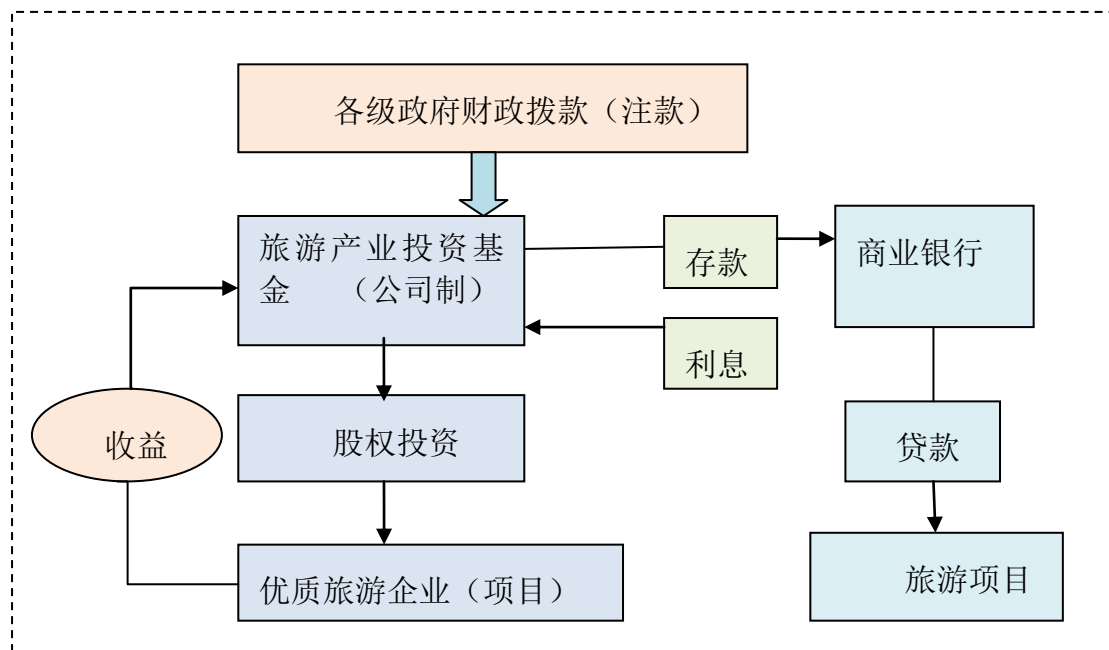 各级政府财政拨款（注款）
旅游产业投资基
金 （公司制）
存款
商业银行
利息
收益
股权投资
贷款
优质旅游企业（项目）
旅游项目